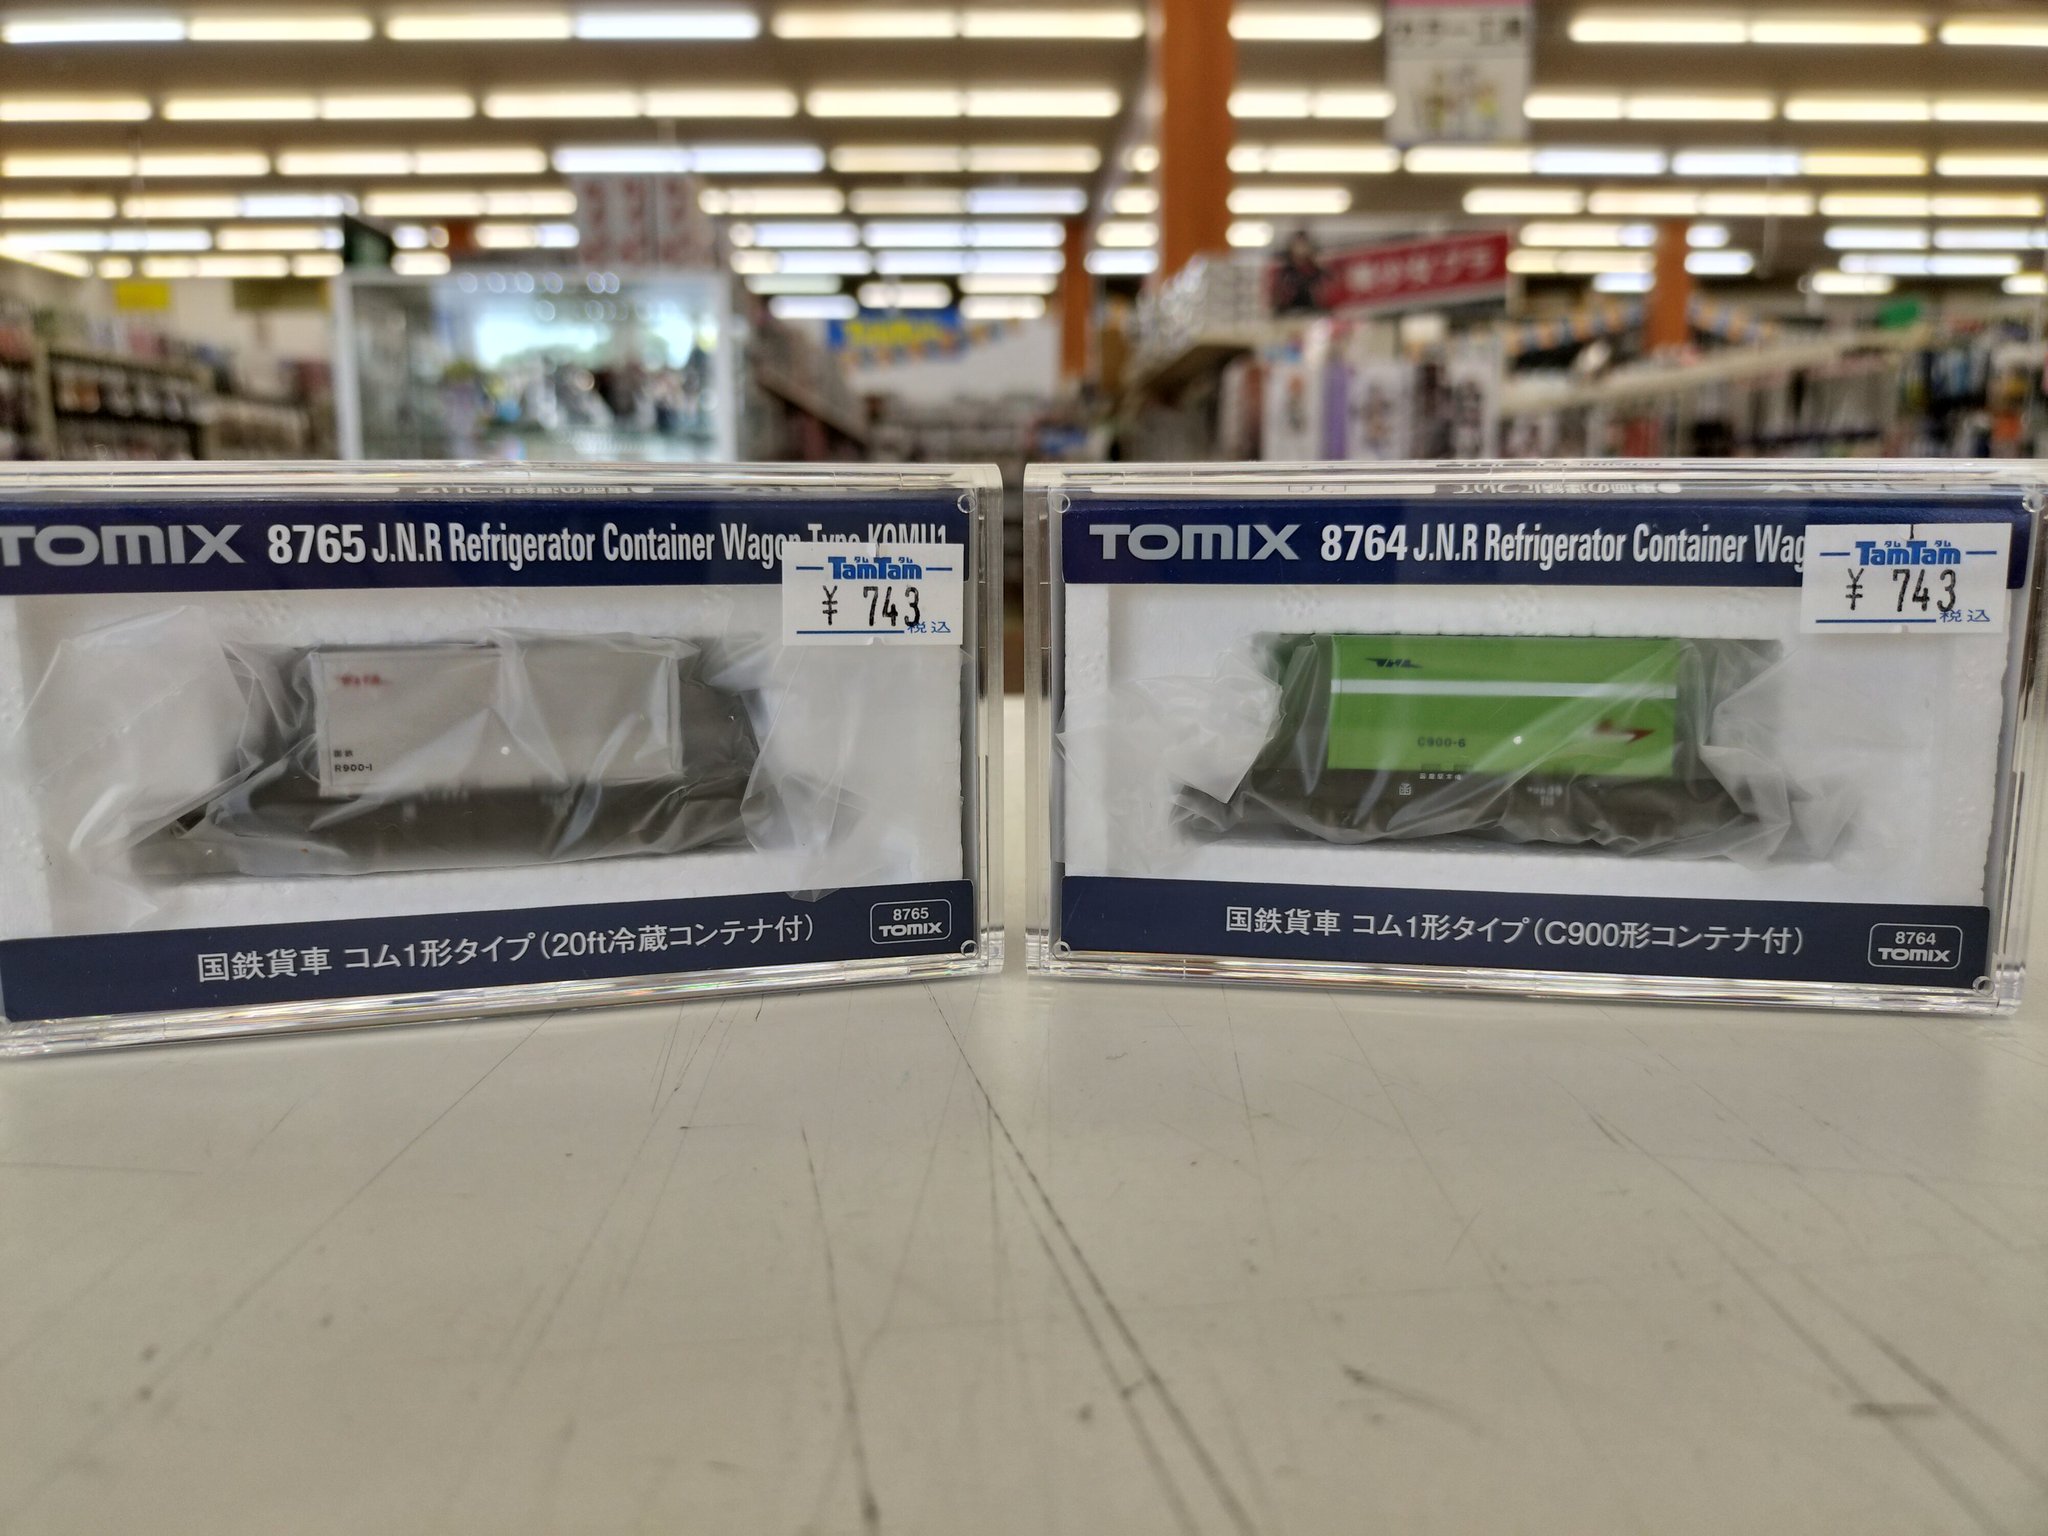 TOMIX 8765 J.N.R Refrigerator Container Wagon Type KOMU1
TamTam
¥ 743
税込
国鉄
R900-1
国鉄貨車 コム1形タイプ(20ft冷蔵コンテナ付)
8765
TOMIX
TOMIX 8764 J.N.R Refrigerator Container Wag
TamTam
¥ 743
税込
C900-6
国鉄貨車 コム1形タイプ(C900形コンテナ付)
8764
TOMIX